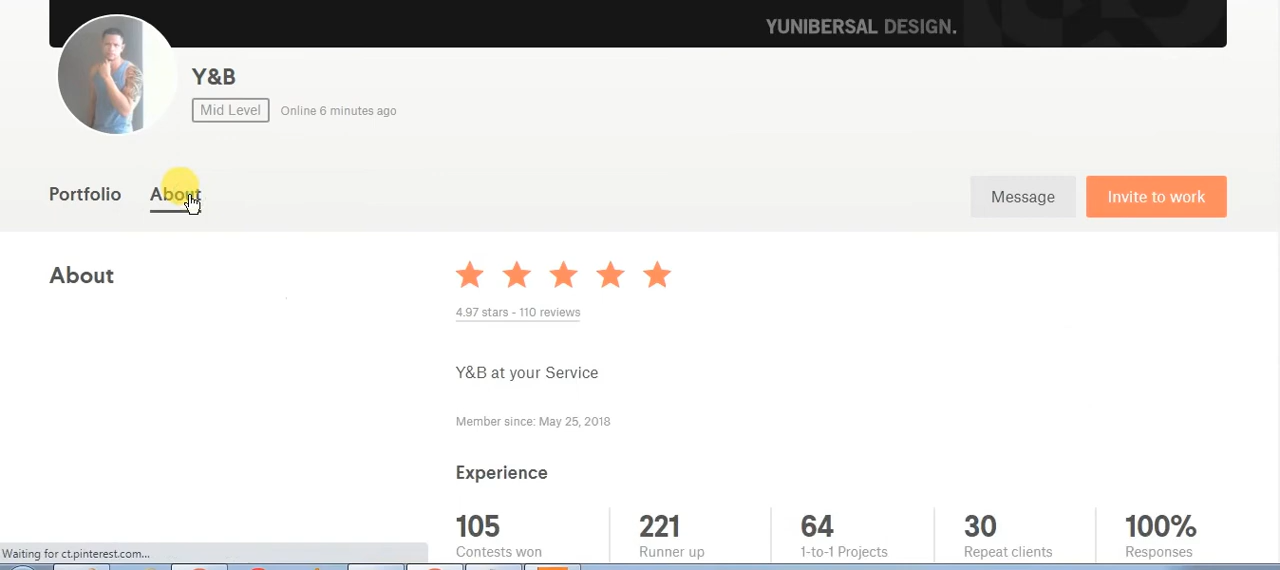 YUNIBERSAL DESIGN.
Y&B
Mid Level Online 6 minutes ago
Portfolio About Message Invite to work
About
4.97 stars - 110 reviews
Y&B at your Service
Member since: May 25, 2018
Experience
105 221 64 30 100%
Contests won Runner up 1-to-1 Projects Repeat clients Responses
Waiting for ct.pinterest.com...